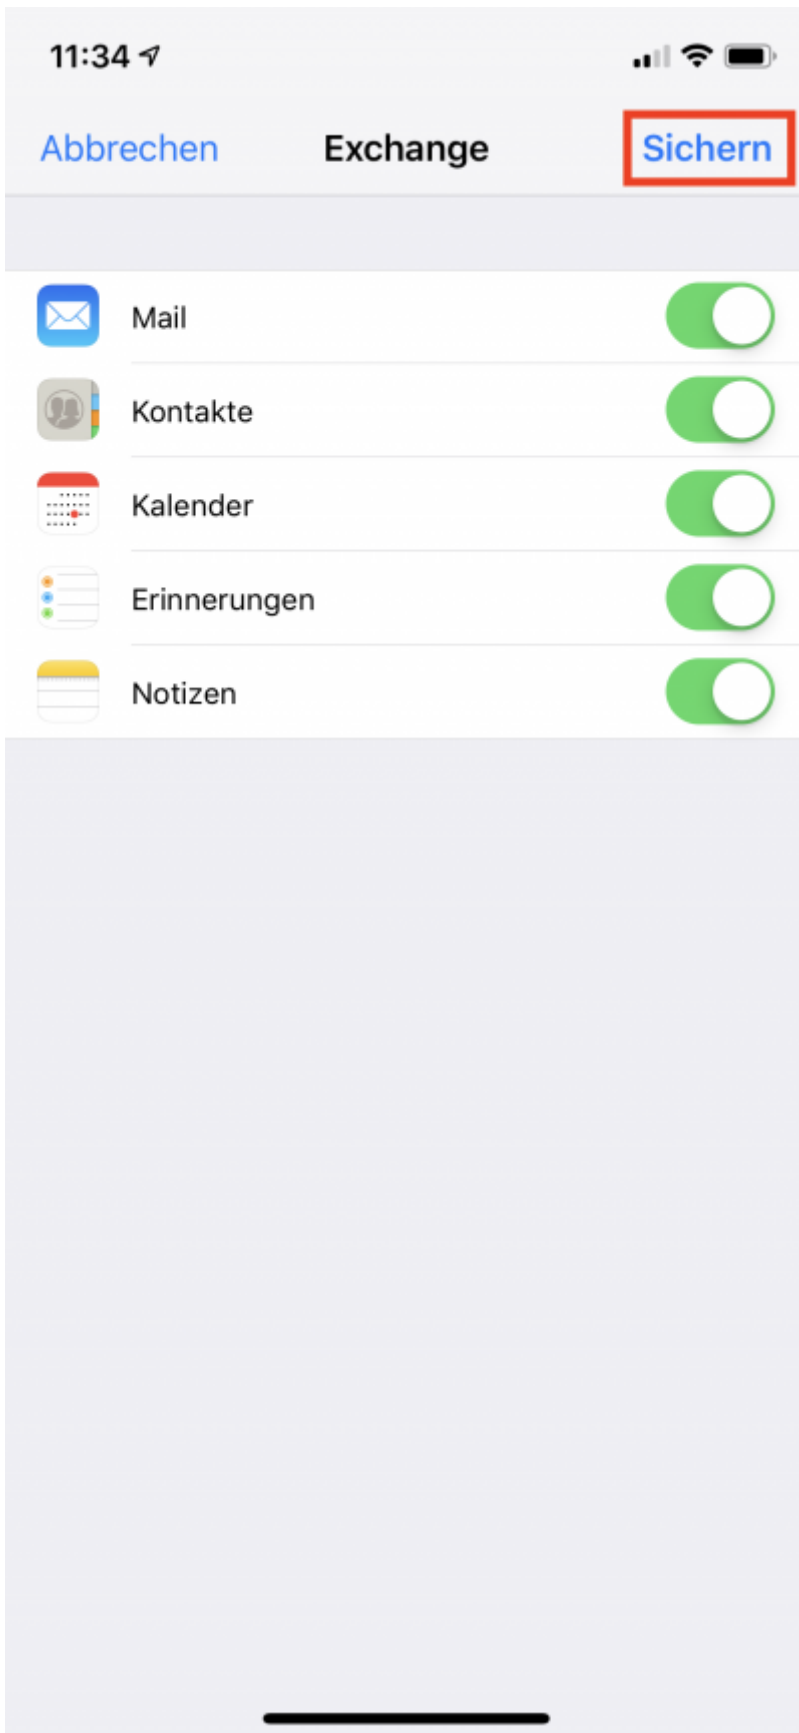 11:34
Abbrechen Exchange Sichern
Mail
Kontakte
Kalender
Erinnerungen
Notizen